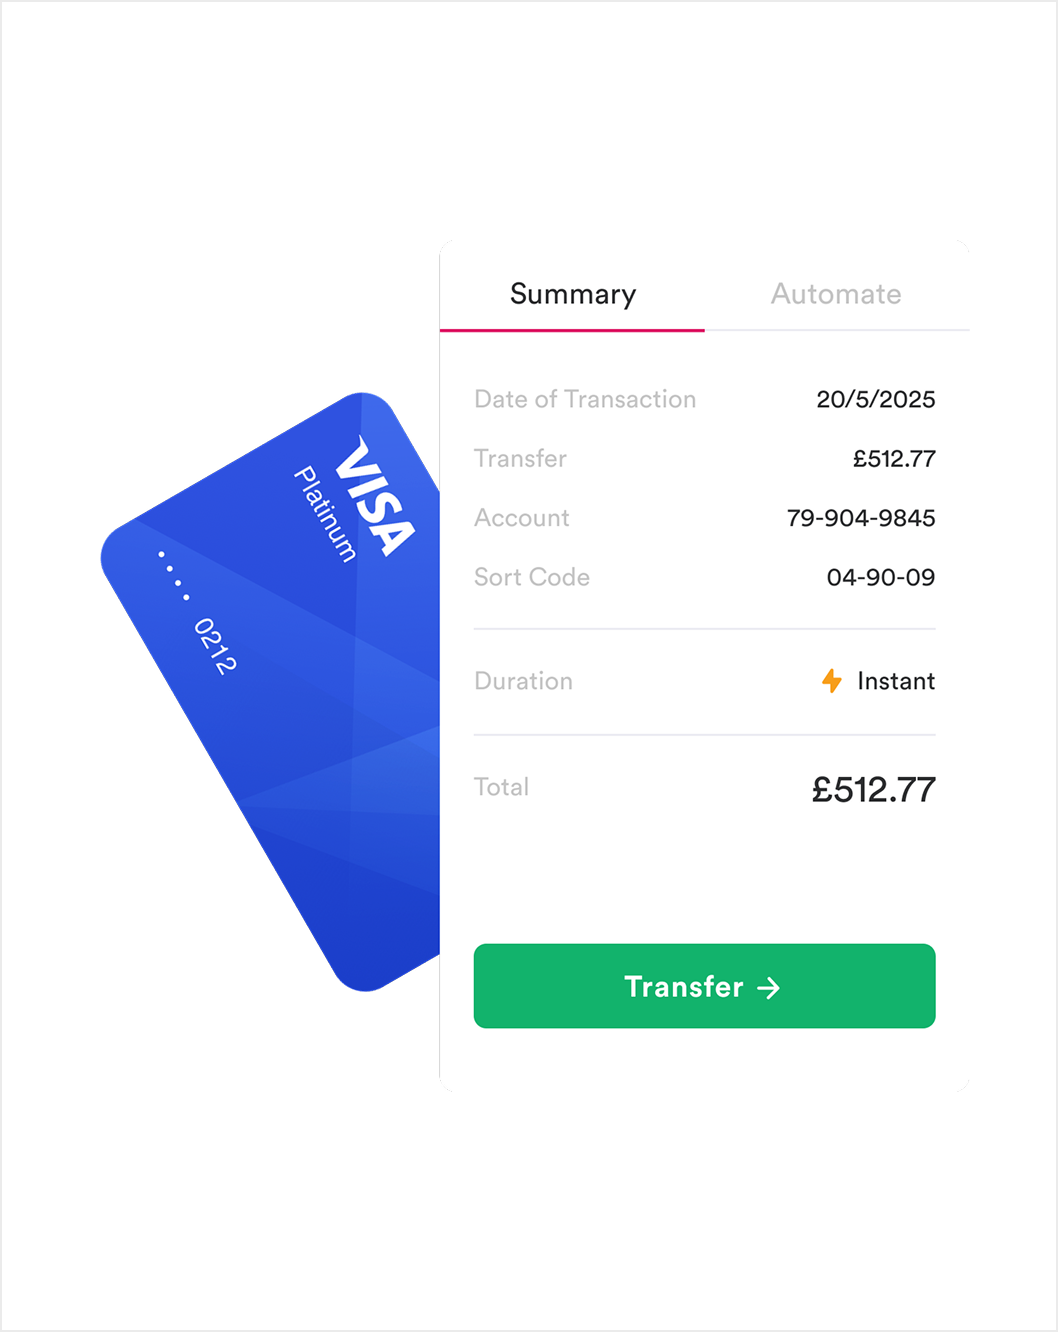 Summary Automate
Date of Transaction 20/5/2025
Transfer £512.77
Account 79-904-9845
Sort Code 04-90-09
Duration Instant
Total £512.77
Transfer →
VISA
Platinum
•••• 0212